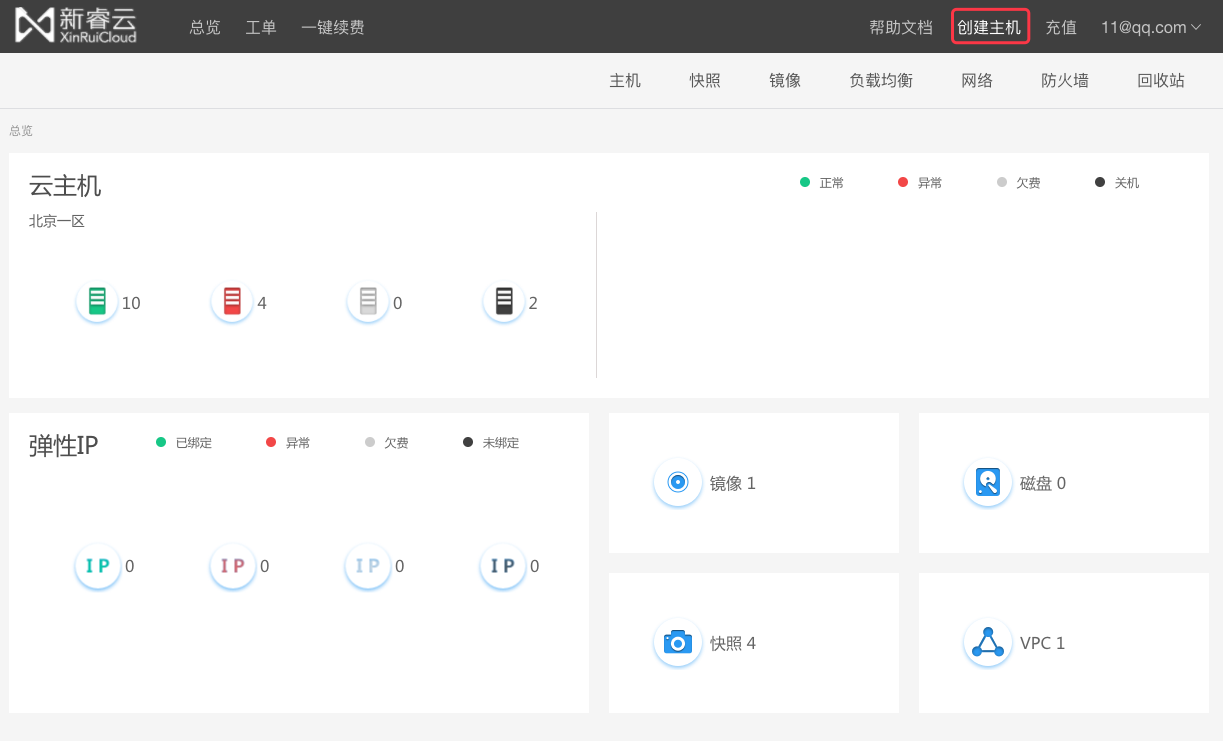 新睿云
XinRuiCloud
总览 工单 一键续费 帮助文档 创建主机 充值 11@qq.com
主机 快照 镜像 负载均衡 网络 防火墙 回收站
总览
云主机 正常 异常 欠费 关机
北京一区
10 4 0 2
弹性IP 已绑定 异常 欠费 未绑定
镜像 1 磁盘 0
IP 0 IP 0 IP 0 IP 0
快照 4 VPC 1